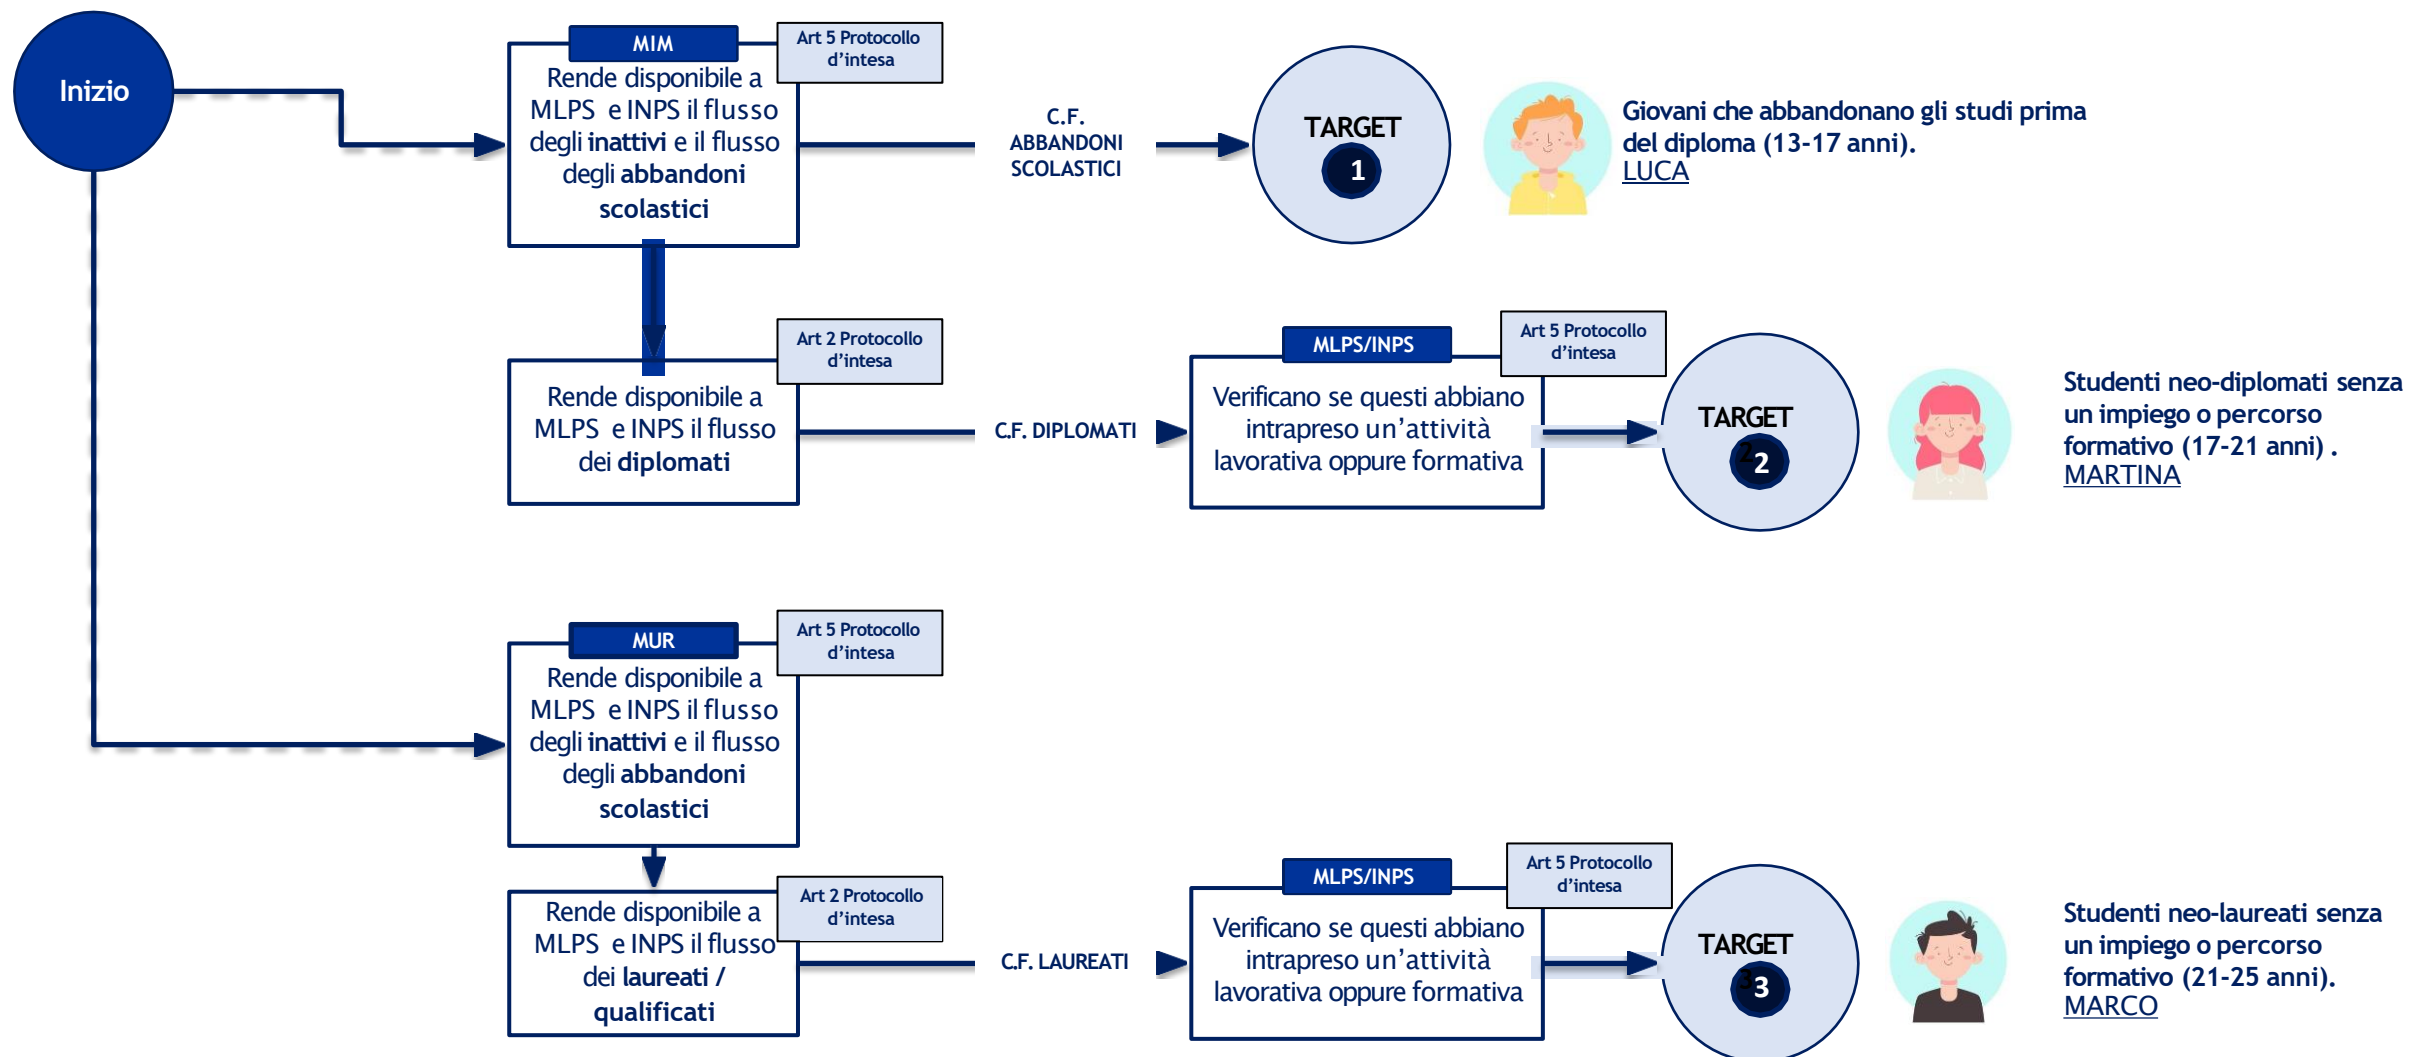 Inizio
MIM
Art 5 Protocollo
d’intesa
Rende disponibile a
MLPS e INPS il flusso
degli inattivi e il flusso
degli abbandoni
scolastici
C.F.
ABBANDONI
SCOLASTICI
TARGET
1
Giovani che abbandonano gli studi prima
del diploma (13-17 anni).
LUCA
Art 2 Protocollo
d’intesa
Rende disponibile a
MLPS e INPS il flusso
dei diplomati
C.F. DIPLOMATI
MLPS/INPS
Art 5 Protocollo
d’intesa
Verificano se questi abbiano
intrapreso un’attività
lavorativa oppure formativa
TARGET
2
2
Studenti neo-diplomati senza
un impiego o percorso
formativo (17-21 anni) .
MARTINA
MUR
Art 5 Protocollo
d’intesa
Rende disponibile a
MLPS e INPS il flusso
degli inattivi e il flusso
degli abbandoni
scolastici
Art 2 Protocollo
d’intesa
Rende disponibile a
MLPS e INPS il flusso
dei laureati /
qualificati
C.F. LAUREATI
MLPS/INPS
Art 5 Protocollo
d’intesa
Verificano se questi abbiano
intrapreso un’attività
lavorativa oppure formativa
TARGET
3
3
Studenti neo-laureati senza
un impiego o percorso
formativo (21-25 anni).
MARCO